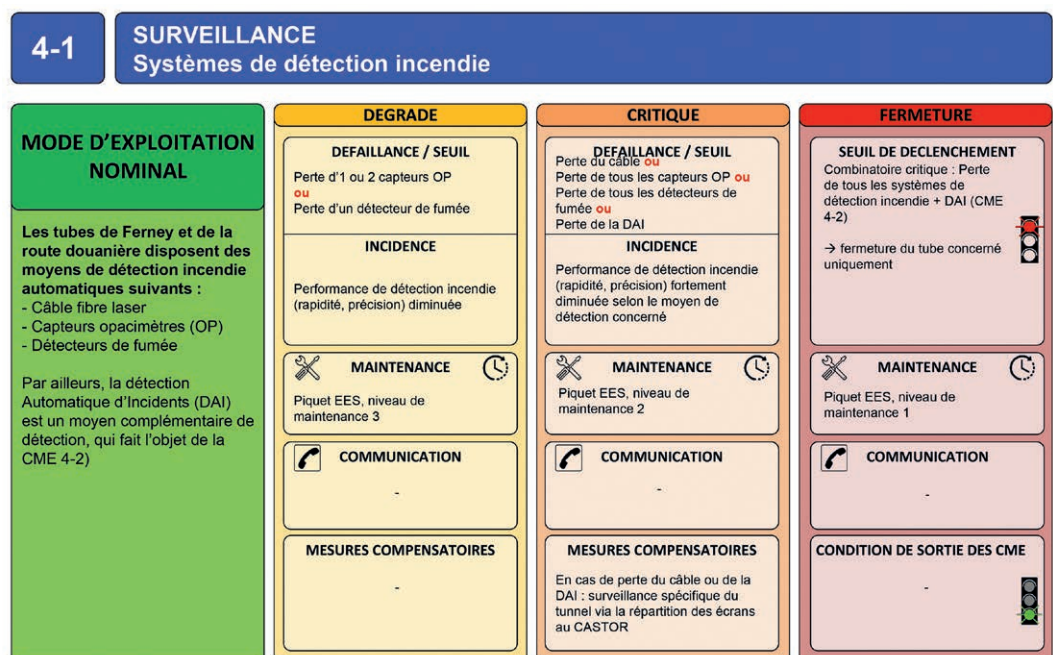 4-1
SURVEILLANCE
Systèmes de détection incendie
MODE D'EXPLOITATION
NOMINAL
Les tubes de Ferney et de la
route douanière disposent des
moyens de détection incendie
automatiques suivants :
- Câble fibre laser
- Capteurs opacimètres (OP)
- Détecteurs de fumée
Par ailleurs, la détection
Automatique d'Incidents (DAI)
est un moyen complémentaire de
détection, qui fait l'objet de la
CME 4-2)
DEGRADE
DEFAILLANCE / SEUIL
Perte d'1 ou 2 capteurs OP
ou
Perte d'un détecteur de fumée
INCIDENCE
Performance de détection incendie
(rapidité, précision) diminuée
MAINTENANCE
Piquet EES, niveau de
maintenance 3
COMMUNICATION
-
MESURES COMPENSATOIRES
-
CRITIQUE
DEFAILLANCE / SEUIL
Perte du câble ou
Perte de tous les capteurs OP ou
Perte de tous les détecteurs de
fumée ou
Perte de la DAI
INCIDENCE
Performance de détection incendie
(rapidité, précision) fortement
diminuée selon le moyen de
détection concerné
MAINTENANCE
Piquet EES, niveau de
maintenance 2
COMMUNICATION
-
MESURES COMPENSATOIRES
En cas de perte du câble ou de la
DAI : surveillance spécifique du
tunnel via la répartition des écrans
au CASTOR
FERMETURE
SEUIL DE DECLENCHEMENT
Combinatoire critique : Perte
de tous les systèmes de
détection incendie + DAI (CME
4-2)
→ fermeture du tube concerné
uniquement
MAINTENANCE
Piquet EES, niveau de
maintenance 1
COMMUNICATION
-
CONDITION DE SORTIE DES CME
-